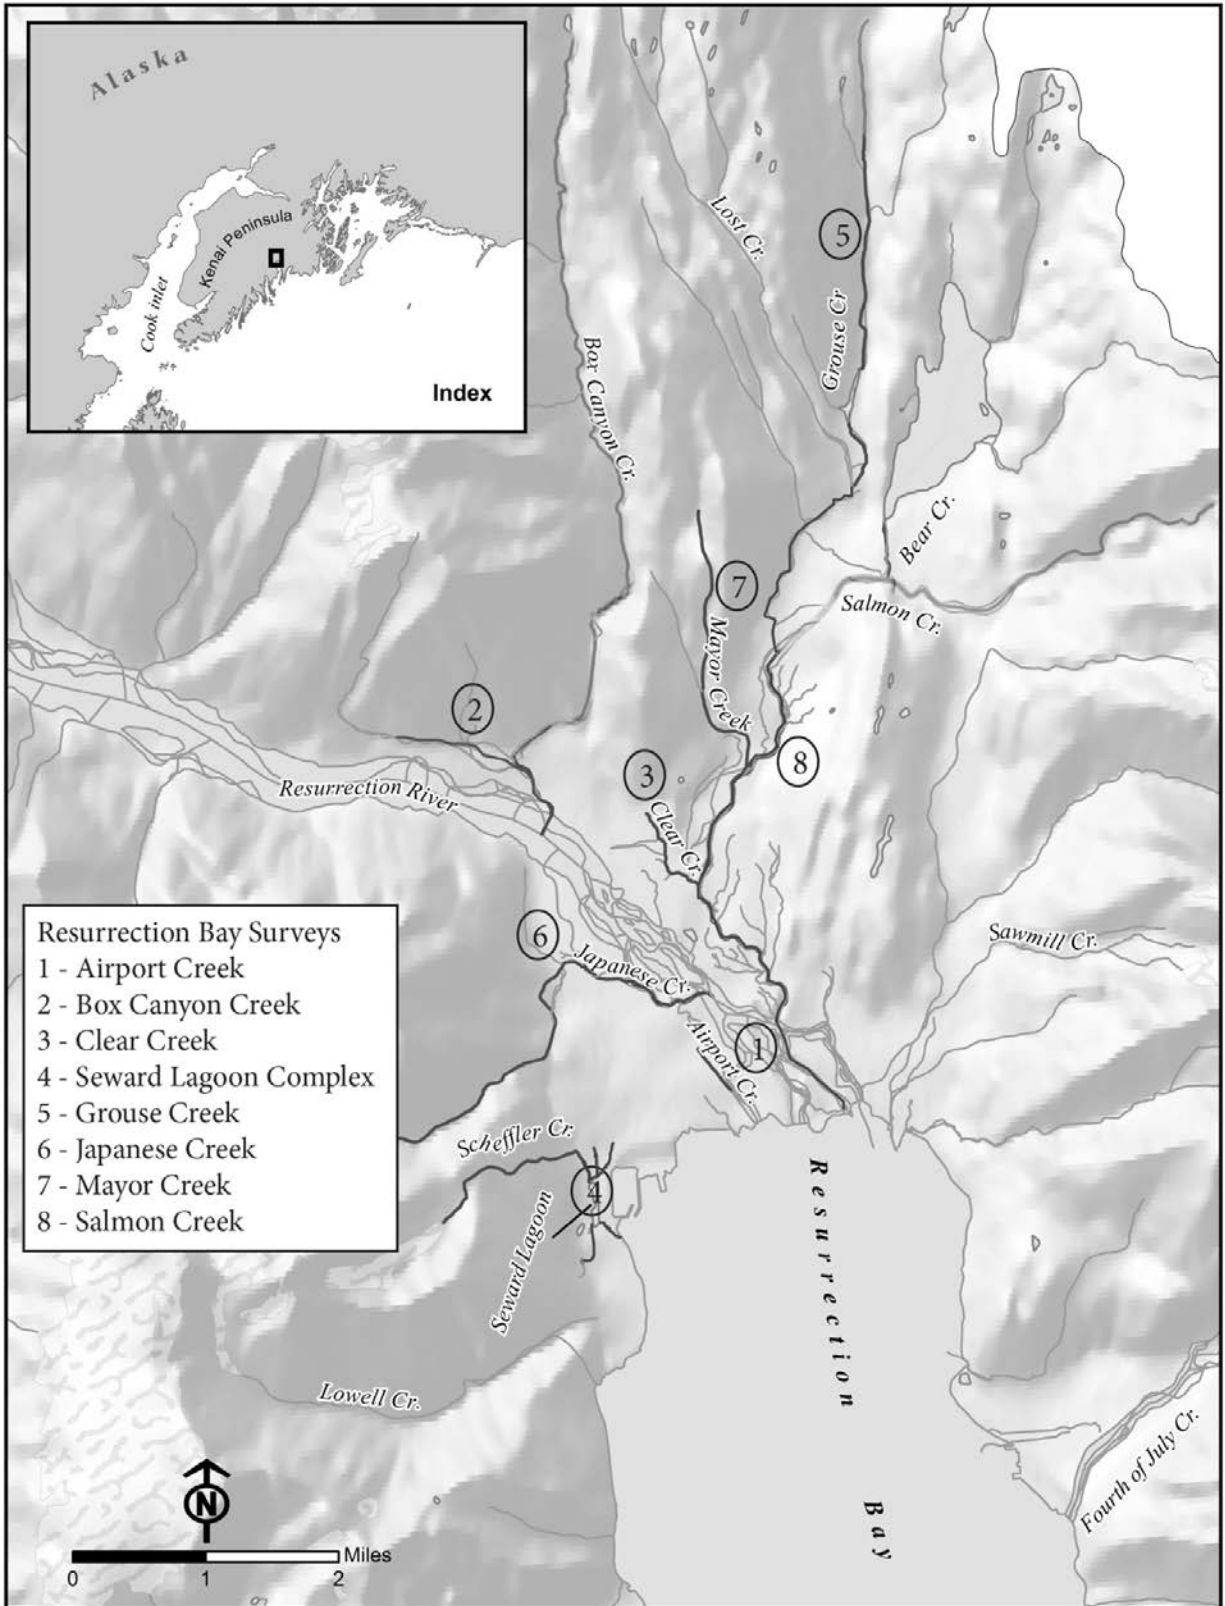 Alaska
Kenai Peninsula
Cook inlet
Index
Lost Cr.
5
Grouse Cr
Box Canyon Cr.
Bear Cr.
7
Salmon Cr.
Mayor Creek
2
8
3
Resurrection River
Clear Cr.
Resurrection Bay Surveys
1 - Airport Creek
2 - Box Canyon Creek
3 - Clear Creek
4 - Seward Lagoon Complex
5 - Grouse Creek
6 - Japanese Creek
7 - Mayor Creek
8 - Salmon Creek
6
Sawmill Cr.
Japanese Cr.
Airport Cr.
1
Scheffler Cr.
4
Seward Lagoon
Resurrection Bay
Lowell Cr.
Fourth of July Cr.
N
Miles
0 1 2